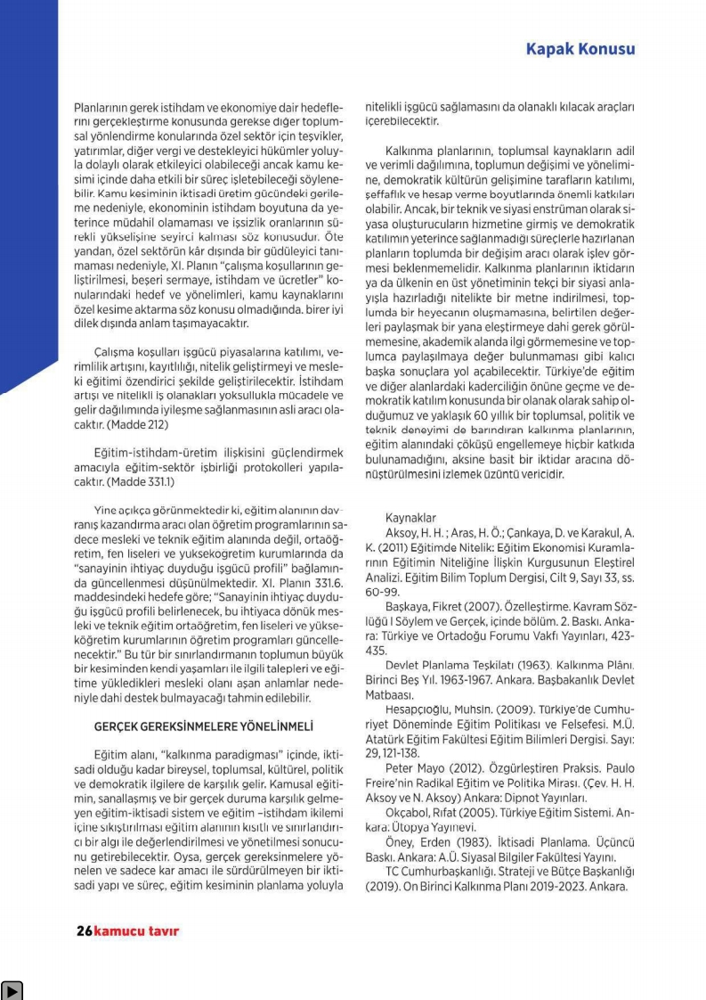 Kapak Konusu
Planlarının gerek istihdam ve ekonomiye dair hedefle-
rını gerçekleştirme konusunda gerekse dığer toplum-
sal yönlendirme konularında özel sektör için teşvikler,
yatırımlar, diğer vergi ve destekleyici hükümler yoluy-
la dolaylı olarak etkileyici olabileceği ancak kamu ke-
simi içinde daha etkili bir süreç işletebileceği söylene-
bilir. Kamu kesiminin iktisadi üretim gücündeki gerile-
me nedeniyle, ekonominin istihdam boyutuna da ye-
terince müdahil olamaması ve işsizlik oranlarının sü-
rekli yükselişine seyirci kalması söz konusudur. Öte
yandan, özel sektörün kâr dışında bir güdüleyici tanı-
maması nedeniyle, XI. Planın “çalışma koşullarının ge-
liştirilmesi, beşeri sermaye, istihdam ve ücretler” ko-
nularındaki hedef ve yönelimleri, kamu kaynaklarını
özel kesime aktarma söz konusu olmadığında. birer iyi
dilek dışında anlam taşımayacaktır.
Çalışma koşulları işgücü piyasalarına katılımı, ve-
rimlilik artışını, kayıtlılığı, nitelik geliştirmeyi ve mesle-
ki eğitimi özendirici şekilde geliştirilecektir. İstihdam
artışı ve nitelikli iş olanakları yoksullukla mücadele ve
gelir dağılımında iyileşme sağlanmasının asli aracı ola-
caktır. (Madde 212)
Eğitim-istihdam-üretim ilişkisini güçlendirmek
amacıyla eğitim-sektör işbirliği protokolleri yapıla-
caktır. (Madde 331.1)
Yine açıkça görünmektedir ki, eğitim alanının dav-
ranış kazandırma aracı olan öğretim programlarının sa-
dece mesleki ve teknik eğitim alanında değil, ortaöğ-
retim, fen liseleri ve yukseköğretim kurumlarında da
“sanayinin ihtiyaç duyduğu işgücü profili” bağlamın-
da güncellenmesi düşünülmektedir. XI. Planın 331.6.
maddesindeki hedefe göre; “Sanayinin ihtiyaç duydu-
ğu işgücü profili belirlenecek, bu ihtiyaca dönük mes-
leki ve teknik eğitim ortaöğretim, fen liseleri ve yükse-
köğretim kurumlarının öğretim programları güncelle-
necektir.” Bu tür bir sınırlandırmanın toplumun büyük
bir kesiminden kendi yaşamları ile ilgili talepleri ve eği-
time yükledikleri mesleki olanı aşan anlamlar nede-
niyle dahi destek bulmayacağı tahmin edilebilir.
GERÇEK GEREKSİNMELERE YÖNELİNMELİ
Eğitim alanı, “kalkınma paradigması” içinde, ikti-
sadi olduğu kadar bireysel, toplumsal, kültürel, politik
ve demokratik ilgilere de karşılık gelir. Kamusal eğiti-
min, sanallaşmış ve bir gerçek duruma karşılık gelme-
yen eğitim-iktisadi sistem ve eğitim –istihdam ikilemi
içine sıkıştırılması eğitim alanının kısıtlı ve sınırlandırı-
cı bir algı ile değerlendirilmesi ve yönetilmesi sonucu-
nu getirebilecektir. Oysa, gerçek gereksinmelere yö-
nelen ve sadece kar amacı ile sürdürülmeyen bir ikti-
sadi yapı ve süreç, eğitim kesiminin planlama yoluyla
nitelikli işgücü sağlamasını da olanaklı kılacak araçları
içerebilecektir.
Kalkınma planlarının, toplumsal kaynakların adil
ve verimli dağılımına, toplumun değişimi ve yönelimi-
ne, demokratik kültürün gelişimine tarafların katılımı,
şeffaflık ve hesap verme boyutlarında önemli katkıları
olabilir. Ancak, bir teknik ve siyasi enstrüman olarak si-
yasa oluşturucuların hizmetine girmiş ve demokratik
katılımın yeterince sağlanmadığı süreçlerle hazırlanan
planların toplumda bir değişim aracı olarak işlev gör-
mesi beklenmemelidir. Kalkınma planlarının iktidarın
ya da ülkenin en üst yönetiminin tekçi bir siyasi anla-
yışla hazırladığı nitelikte bir metne indirilmesi, top-
lumda bir heyecanın oluşmamasına, belirtilen değer-
leri paylaşmak bir yana eleştirmeye dahi gerek görül-
memesine, akademik alanda ilgi görmemesine ve top-
lumca paylaşılmaya değer bulunmaması gibi kalıcı
başka sonuçlara yol açabilecektir. Türkiye’de eğitim
ve diğer alanlardaki kaderciliğin önüne geçme ve de-
mokratik katılım konusunda bir olanak olarak sahip ol-
duğumuz ve yaklaşık 60 yıllık bir toplumsal, politik ve
teknik deneyimi de barındıran kalkınma planlarının,
eğitim alanındaki çöküşü engellemeye hiçbir katkıda
bulunamadığını, aksine basit bir iktidar aracına dö-
nüştürülmesini izlemek üzüntü vericidir.
Kaynaklar
Aksoy, H. H. ; Aras, H. Ö.; Çankaya, D. ve Karakul, A.
K. (2011) Eğitimde Nitelik: Eğitim Ekonomisi Kuramla-
rının Eğitimin Niteliğine İlişkin Kurgusunun Eleştirel
Analizi. Eğitim Bilim Toplum Dergisi, Cilt 9, Sayı 33, ss.
60-99.
Başkaya, Fikret (2007). Özelleştirme. Kavram Söz-
lüğü I Söylem ve Gerçek, içinde bölüm. 2. Baskı. Anka-
ra: Türkiye ve Ortadoğu Forumu Vakfı Yayınları, 423-
435.
Devlet Planlama Teşkilatı (1963). Kalkınma Plânı.
Birinci Beş Yıl. 1963-1967. Ankara. Başbakanlık Devlet
Matbaası.
Hesapçıoğlu, Muhsin. (2009). Türkiye’de Cumhu-
riyet Döneminde Eğitim Politikası ve Felsefesi. M.Ü.
Atatürk Eğitim Fakültesi Eğitim Bilimleri Dergisi. Sayı:
29, 121-138.
Peter Mayo (2012). Özgürleştiren Praksis. Paulo
Freire’nin Radikal Eğitim ve Politika Mirası. (Çev. H. H.
Aksoy ve N. Aksoy) Ankara: Dipnot Yayınları.
Okçabol, Rıfat (2005). Türkiye Eğitim Sistemi. An-
kara: Ütopya Yayınevi.
Öney, Erden (1983). İktisadi Planlama. Üçüncü
Baskı. Ankara: A.Ü. Siyasal Bilgiler Fakültesi Yayını.
TC Cumhurbaşkanlığı. Strateji ve Bütçe Başkanlığı
(2019). On Birinci Kalkınma Planı 2019-2023. Ankara.
26kamucu tavır